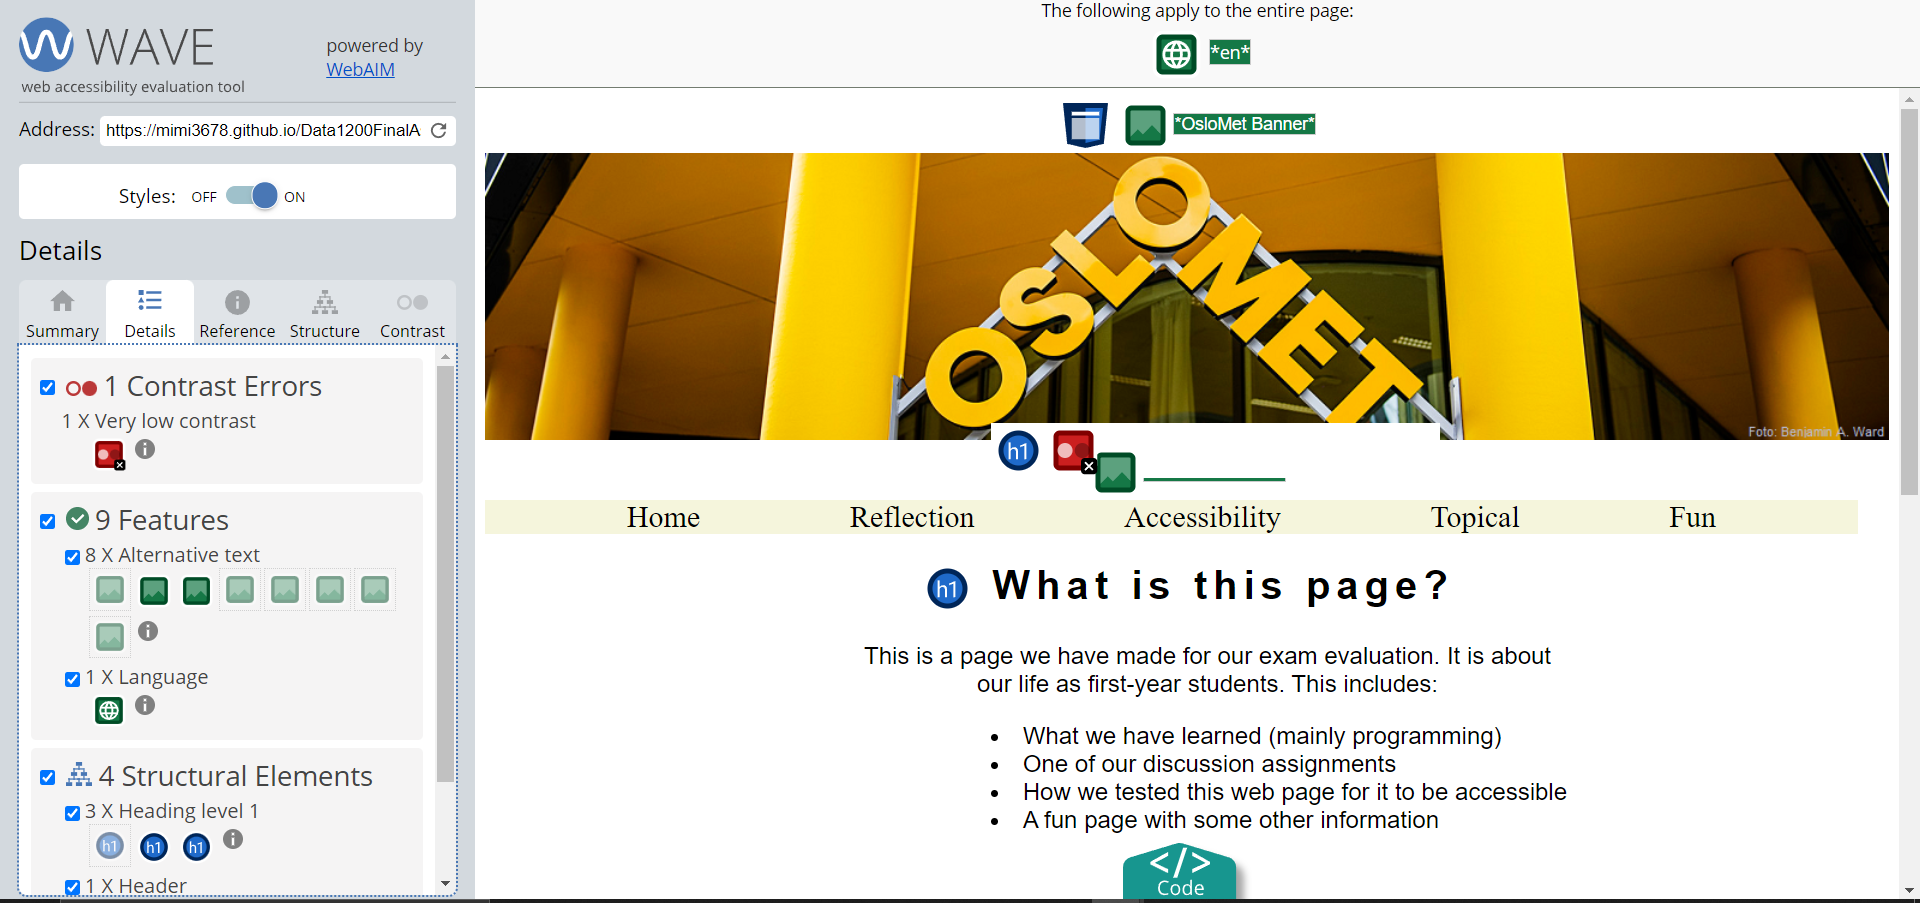 WAVE
powered by
WebAIM
web accessibility evaluation tool
Address: https://mimi3678.github.io/Data1200FinalA
Styles: OFF ON
Details
Summary Details Reference Structure Contrast
1 Contrast Errors
1 X Very low contrast
9 Features
8 X Alternative text
1 X Language
4 Structural Elements
3 X Heading level 1
h1 h1 h1
1 X Header
The following apply to the entire page:
*en*
*OsloMet Banner*
OSLOMET
Foto: Benjamin A. Ward
h1
Home Reflection Accessibility Topical Fun
h1 What is this page?
This is a page we have made for our exam evaluation. It is about
our life as first-year students. This includes:
• What we have learned (mainly programming)
• One of our discussion assignments
• How we tested this web page for it to be accessible
• A fun page with some other information
</>
Code